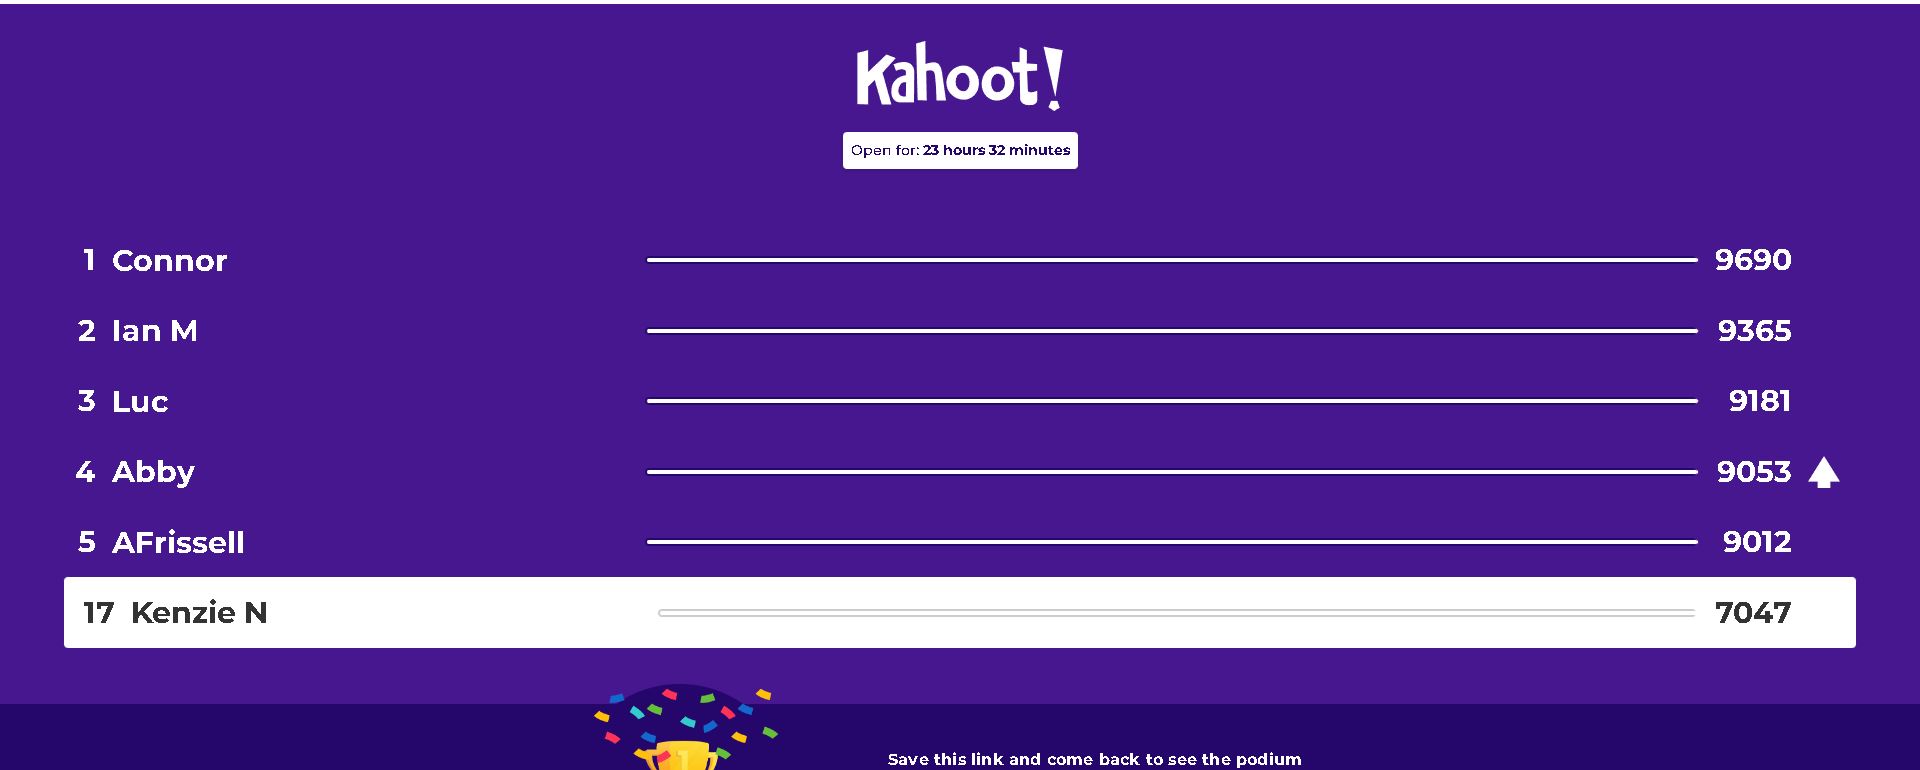 Kahoot!
Open for: 23 hours 32 minutes
1 Connor 9690
2 Ian M 9365
3 Luc 9181
4 Abby 9053
5 AFrissell 9012
17 Kenzie N 7047
1
Save this link and come back to see the podium